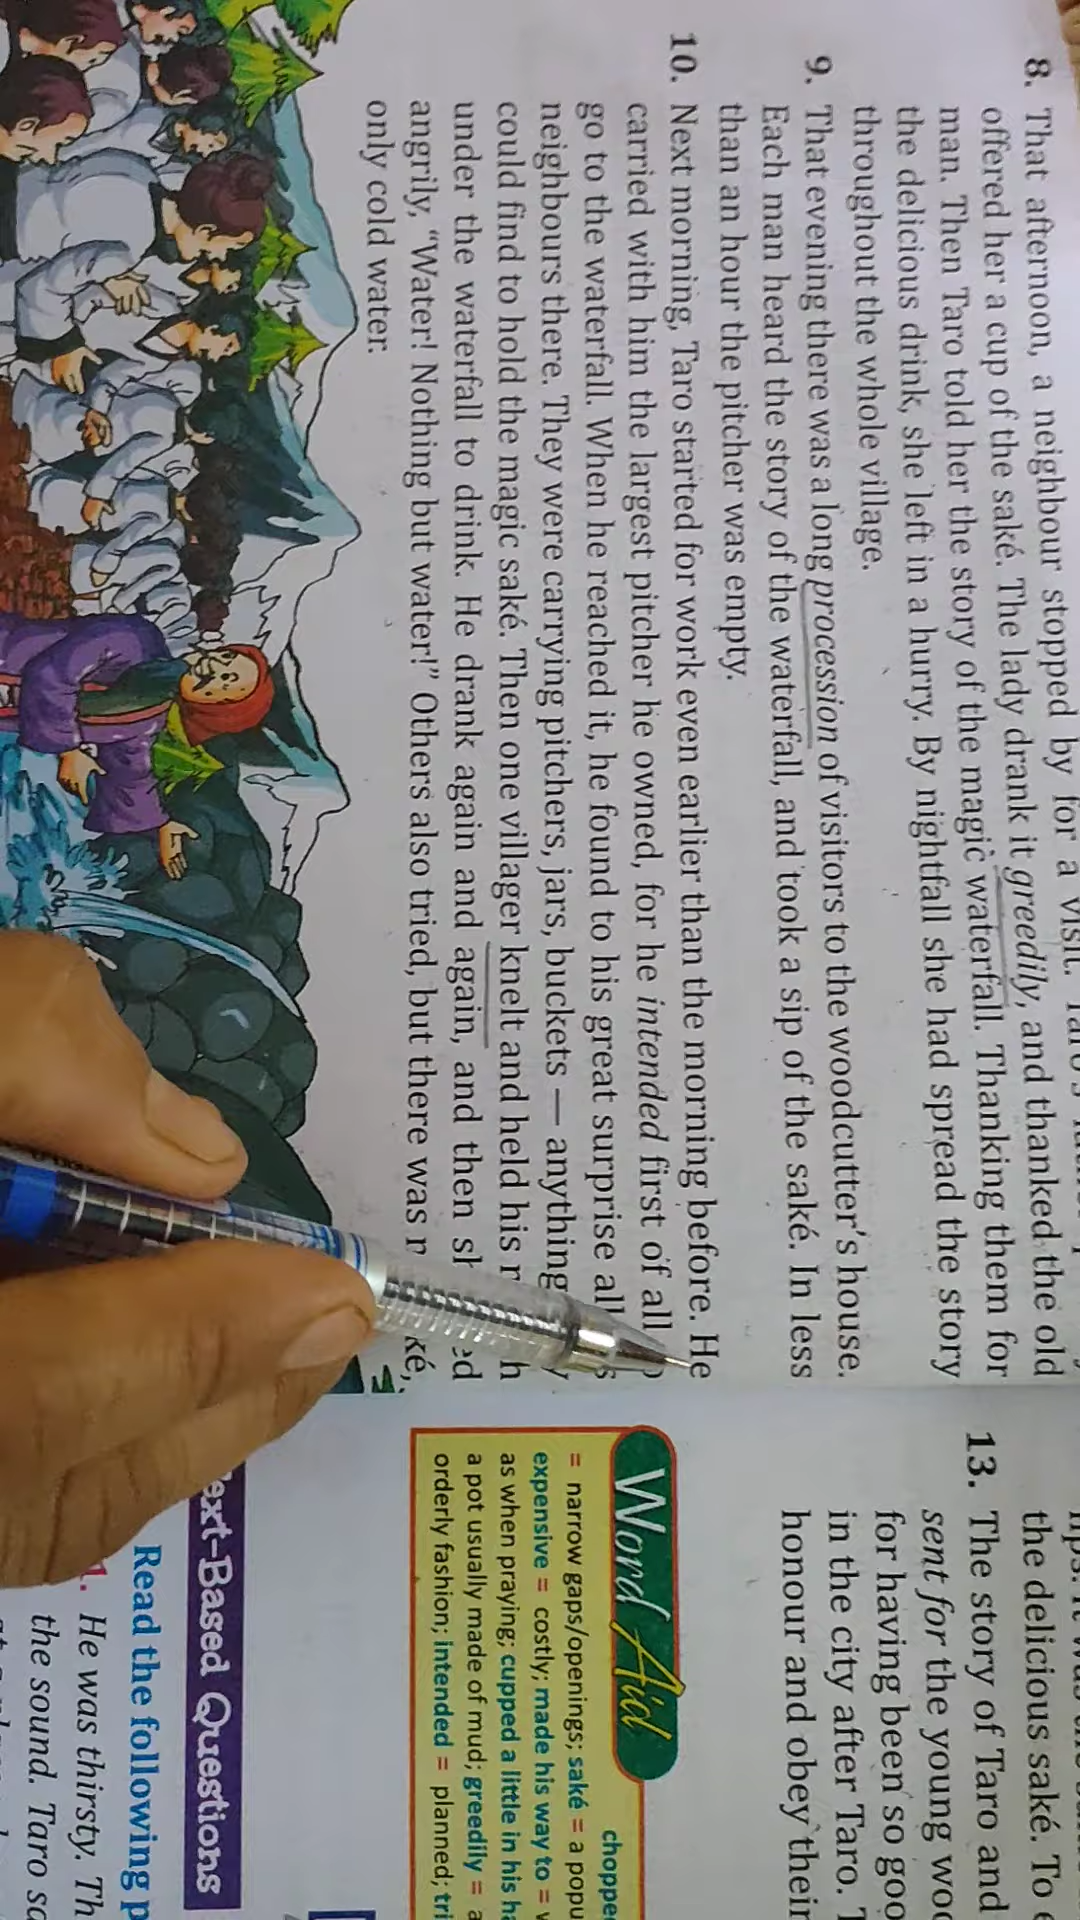 8. That afternoon, a neighbour stopped by for a visit.
offered her a cup of the saké. The lady drank it greedily, and thanked the old
man. Then Taro told her the story of the magic waterfall. Thanking them for
the delicious drink, she left in a hurry. By nightfall she had spread the story
throughout the whole village.
9. That evening there was a long procession of visitors to the woodcutter's house.
Each man heard the story of the waterfall, and took a sip of the saké. In less
than an hour the pitcher was empty.
10. Next morning, Taro started for work even earlier than the morning before. He
carried with him the largest pitcher he owned, for he intended first of all
go to the waterfall. When he reached it, he found to his great surprise all
neighbours there. They were carrying pitchers, jars, buckets — anything
could find to hold the magic saké. Then one villager knelt and held his
under the waterfall to drink. He drank again and again, and then
angrily, “Water! Nothing but water!” Others also tried, but there was
only cold water.
the delicious saké. To
13. The story of Taro and
sent for the young
for having been so
in the city after Taro.
honour and obey their
Word Aid
= narrow gaps/openings; saké = a
expensive = costly; made his way to =
as when praying; cupped a little in his
a pot usually made of mud; greedily =
orderly fashion; intended = planned;
Based Questions
Read the following
1. He was thirsty.
the sound. Taro